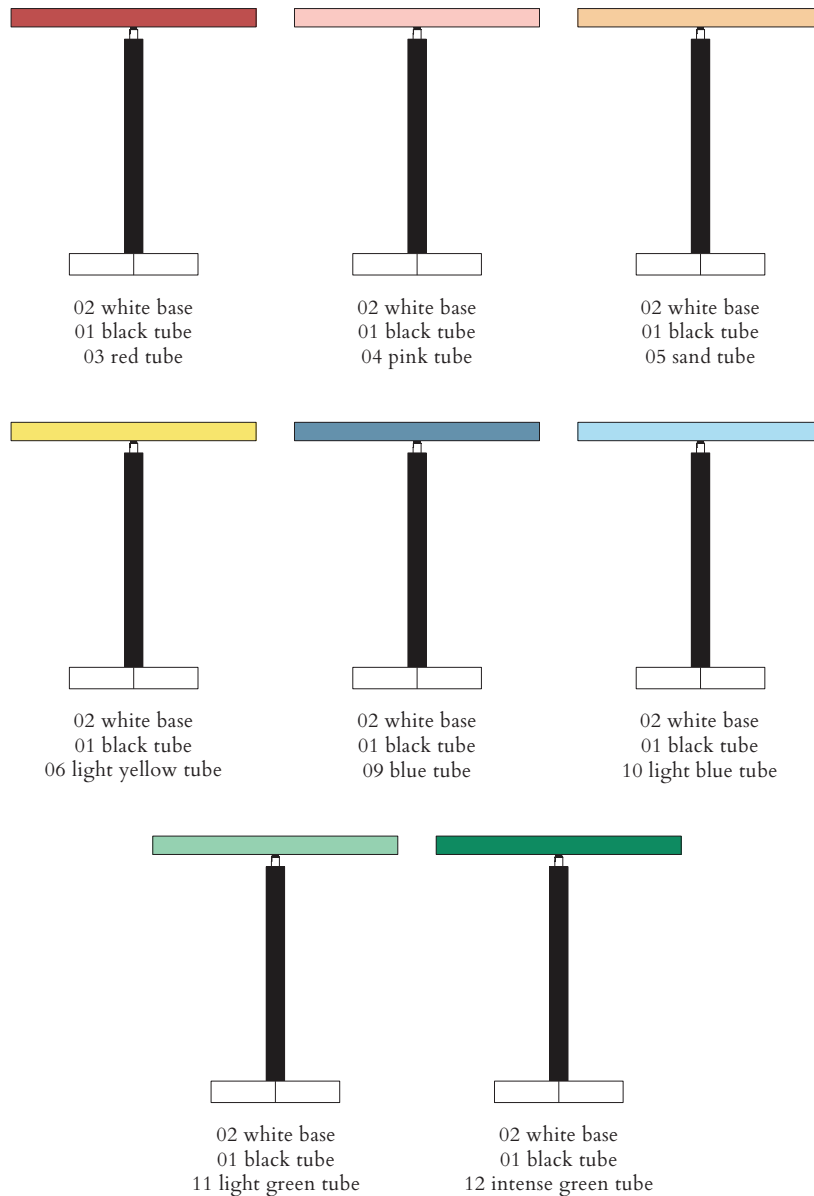 02 white base
01 black tube
03 red tube
02 white base
01 black tube
04 pink tube
02 white base
01 black tube
05 sand tube
02 white base
01 black tube
06 light yellow tube
02 white base
01 black tube
09 blue tube
02 white base
01 black tube
10 light blue tube
02 white base
01 black tube
11 light green tube
02 white base
01 black tube
12 intense green tube